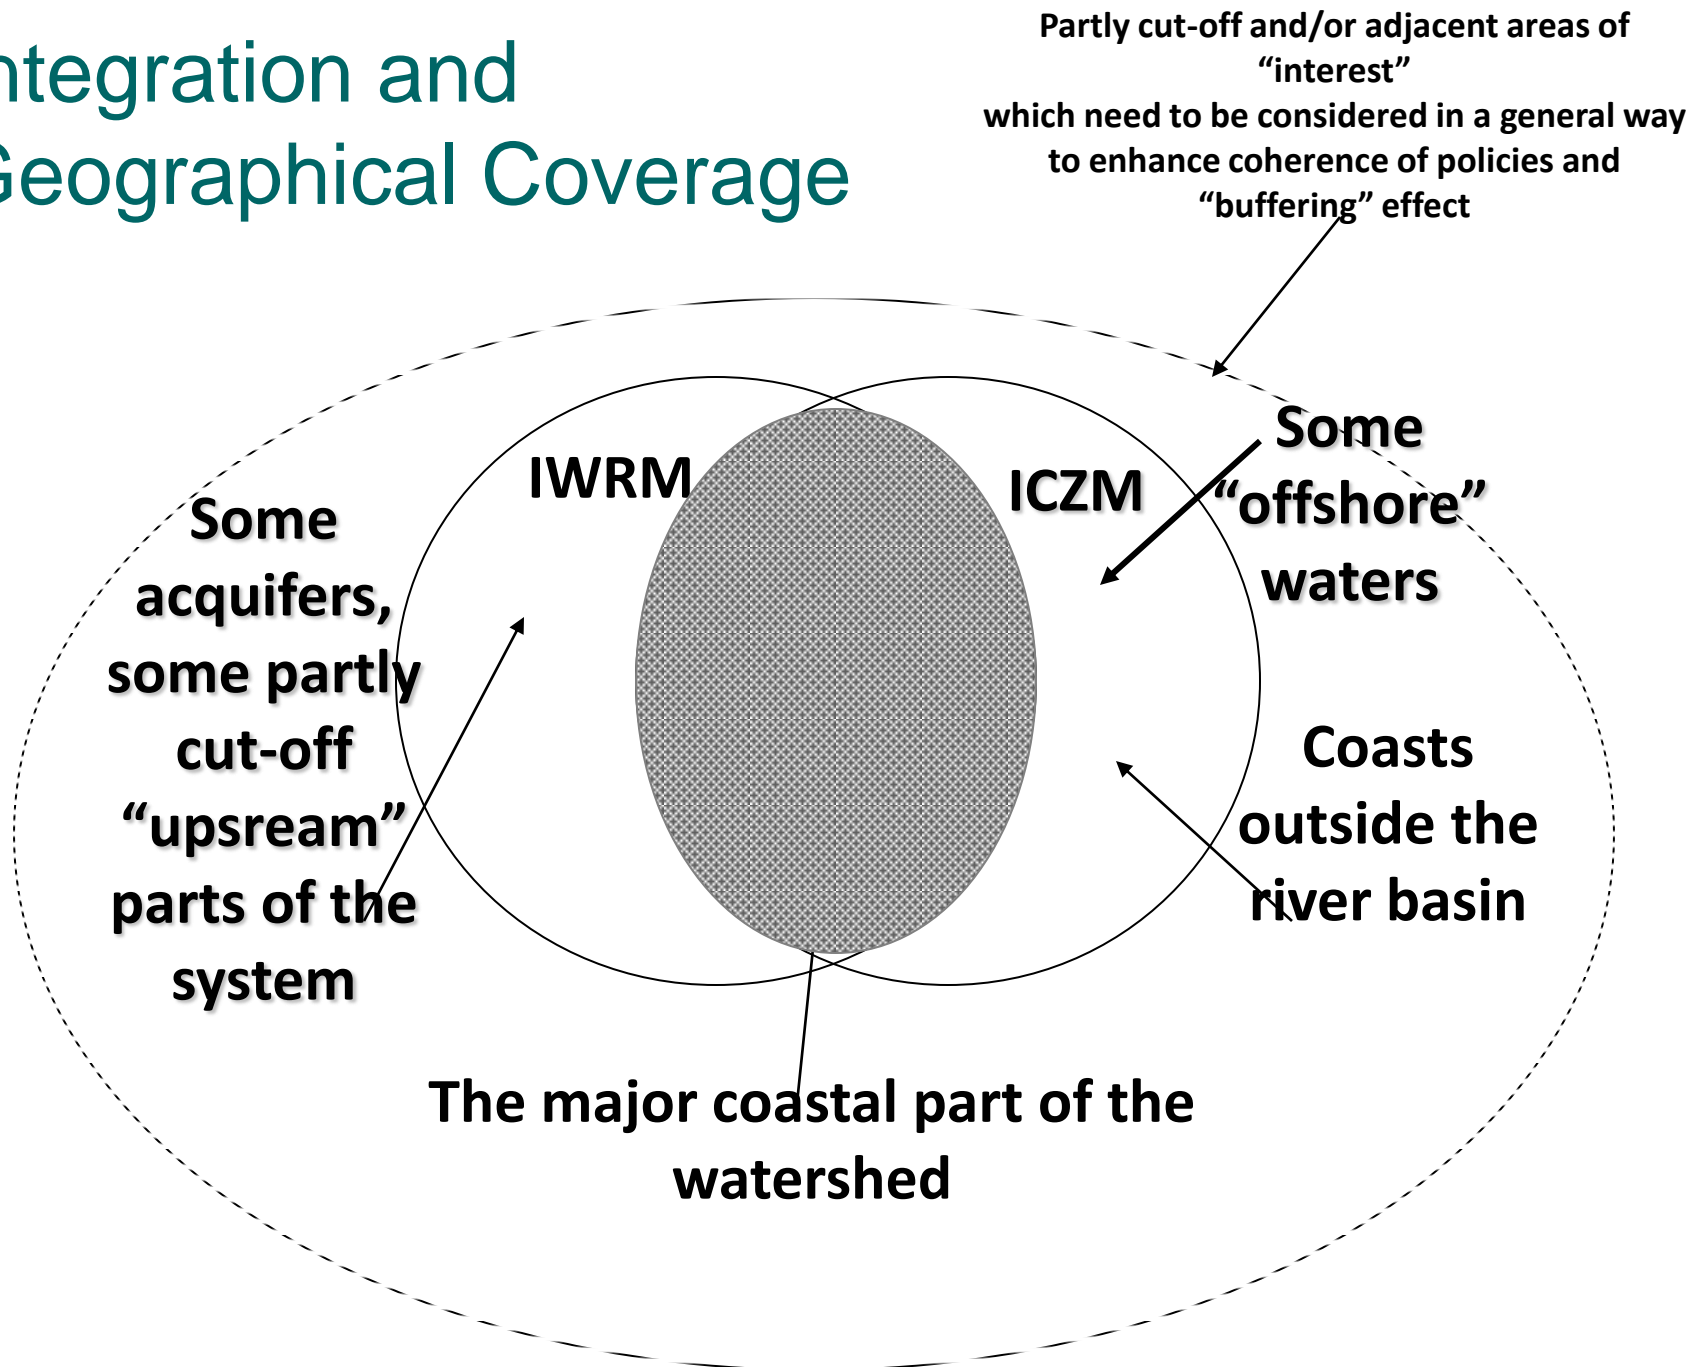 ntegration and
Geographical Coverage
Partly cut-off and/or adjacent areas of
“interest”
which need to be considered in a general way
to enhance coherence of policies and
“buffering” effect
IWRM
ICZM
Some
“offshore”
waters
Some
acquifers,
some partly
cut-off
“upsream”
parts of the
system
Coasts
outside the
river basin
The major coastal part of the
watershed